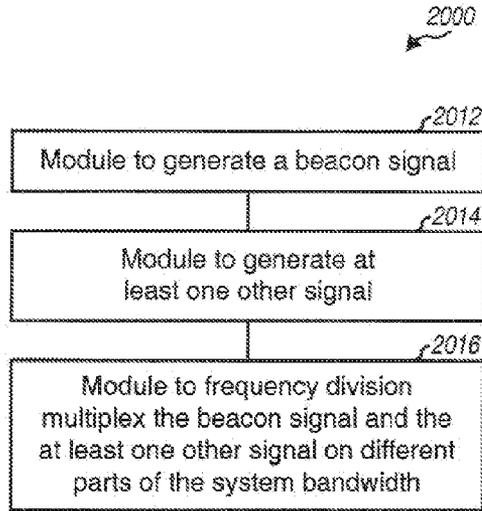 2000
2012
Module to generate a beacon signal
2014
Module to generate at
least one other signal
2016
Module to frequency division
multiplex the beacon signal and the
at least one other signal on different
parts of the system bandwidth